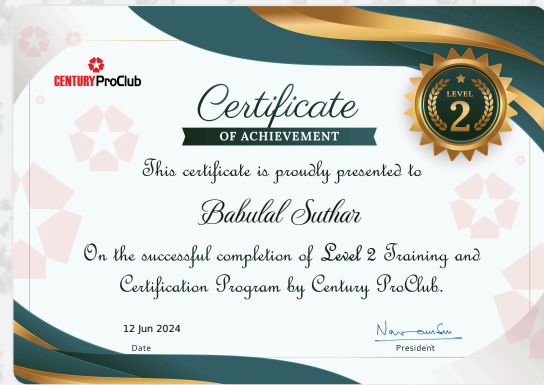 CENTURY ProClub
LEVEL
2
Certificate
OF ACHIEVEMENT
This certificate is proudly presented to
Babulal Suthar
On the successful completion of Level 2 Training and
Certification Program by Century ProClub.
12 Jun 2024
Date
President